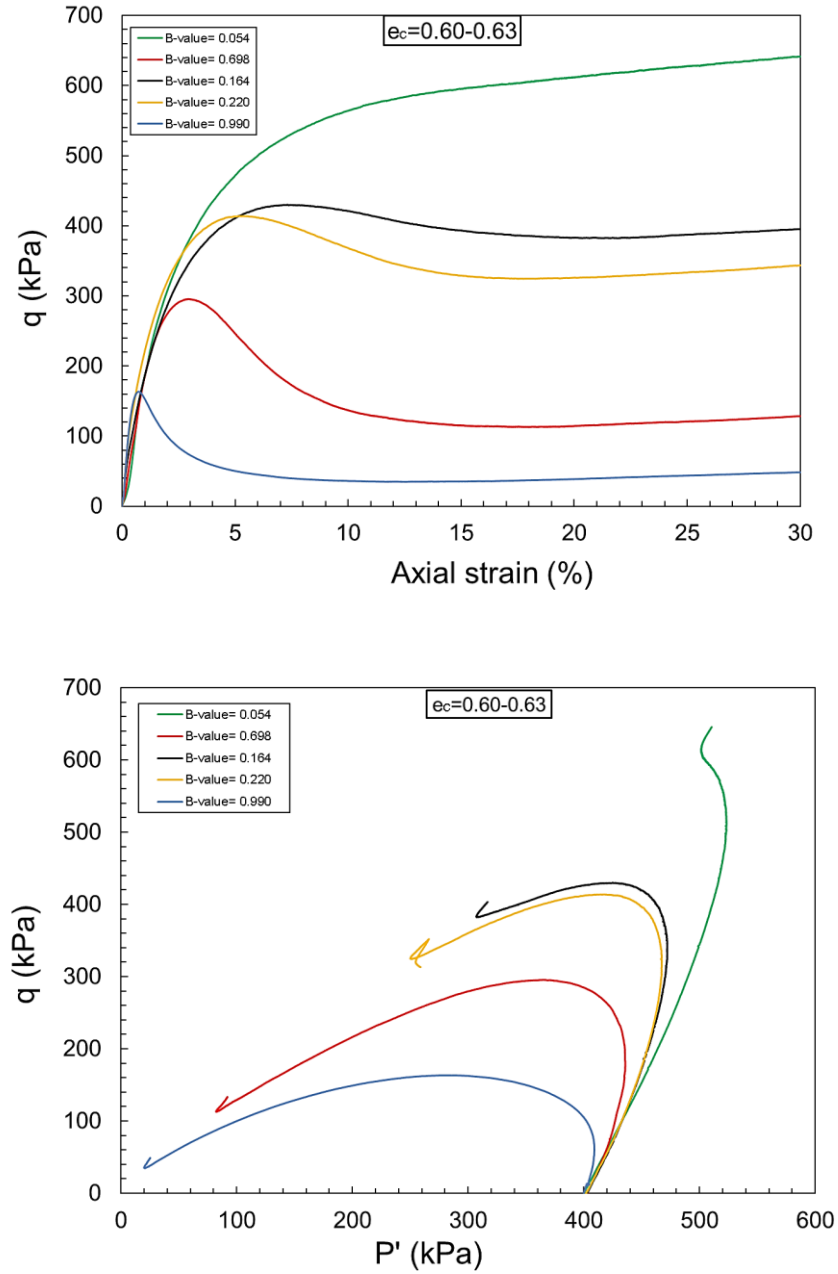 700
600
500
400
300
200
100
0
q (kPa)
B-value= 0.054
B-value= 0.698
B-value= 0.164
B-value= 0.220
B-value= 0.990
ec=0.60-0.63
0 5 10 15 20 25 30
Axial strain (%)
700
600
500
400
300
200
100
0
q (kPa)
B-value= 0.054
B-value= 0.698
B-value= 0.164
B-value= 0.220
B-value= 0.990
ec=0.60-0.63
0 100 200 300 400 500 600
P' (kPa)